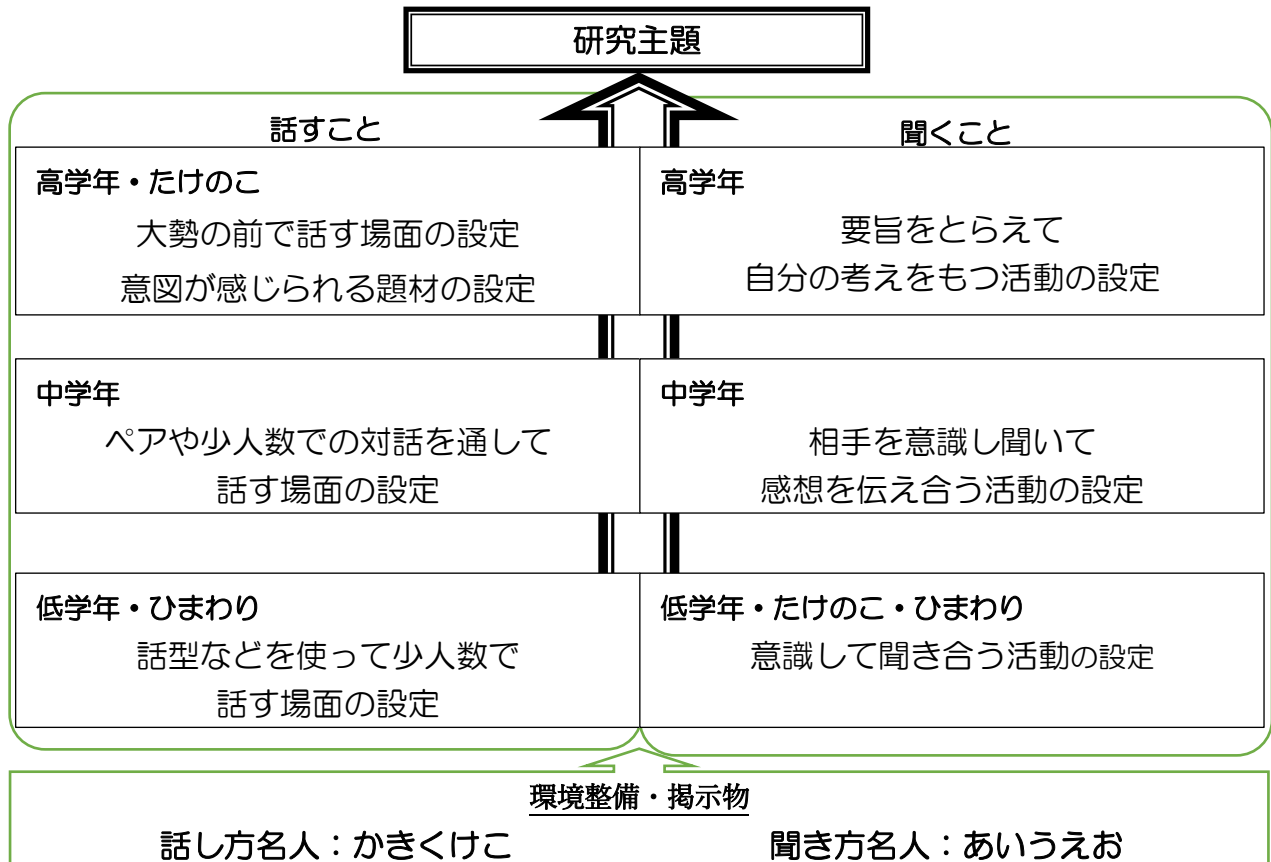 研究主題
話すこと
高学年・たけのこ
大勢の前で話す場面の設定
意図が感じられる題材の設定
中学年
ペアや少人数での対話を通して
話す場面の設定
低学年・ひまわり
話型などを使って少人数で
話す場面の設定
聞くこと
高学年
要旨をとらえて
自分の考えをもつ活動の設定
中学年
相手を意識し聞いて
感想を伝え合う活動の設定
低学年・たけのこ・ひまわり
意識して聞き合う活動の設定
環境整備・掲示物
話し方名人：かきくけこ
聞き方名人：あいうえお